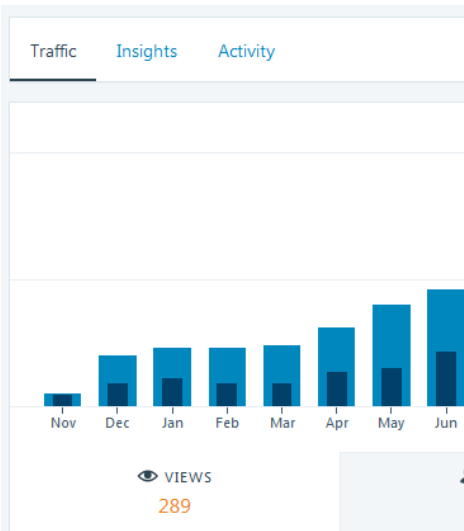 Traffic Insights Activity
Nov Dec Jan Feb Mar Apr May Jun
VIEWS
289